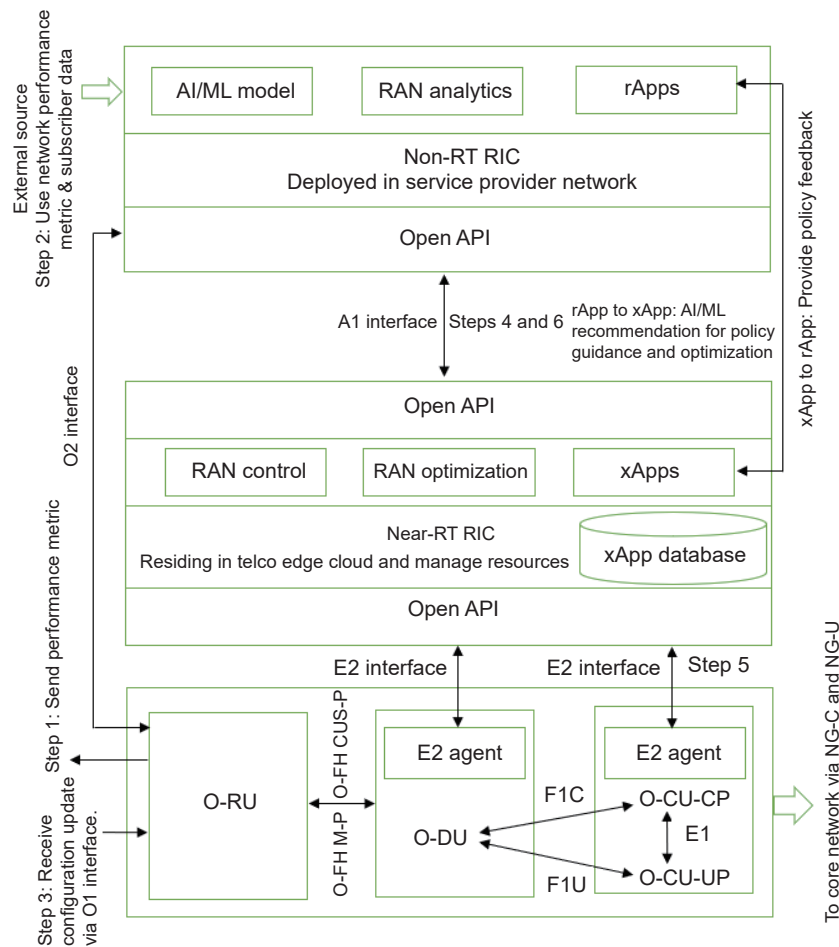 External source
Step 2: Use network performance
metric & subscriber data
AI/ML model
RAN analytics
rApps
Non-RT RIC
Deployed in service provider network
Open API
A1 interface
Steps 4 and 6
rApp to xApp: AI/ML
recommendation for policy
guidance and optimization
xApp to rApp: Provide policy feedback
O2 interface
Open API
RAN control
RAN optimization
xApps
Near-RT RIC
Residing in telco edge cloud and manage resources
xApp database
Open API
E2 interface
E2 interface
Step 5
Step 1: Send performance metric
Step 3: Receive
configuration update
via O1 interface.
O-RU
O-FH M-P
O-FH CUS-P
E2 agent
O-DU
F1C
F1U
E2 agent
O-CU-CP
E1
O-CU-UP
To core network via NG-C and NG-U